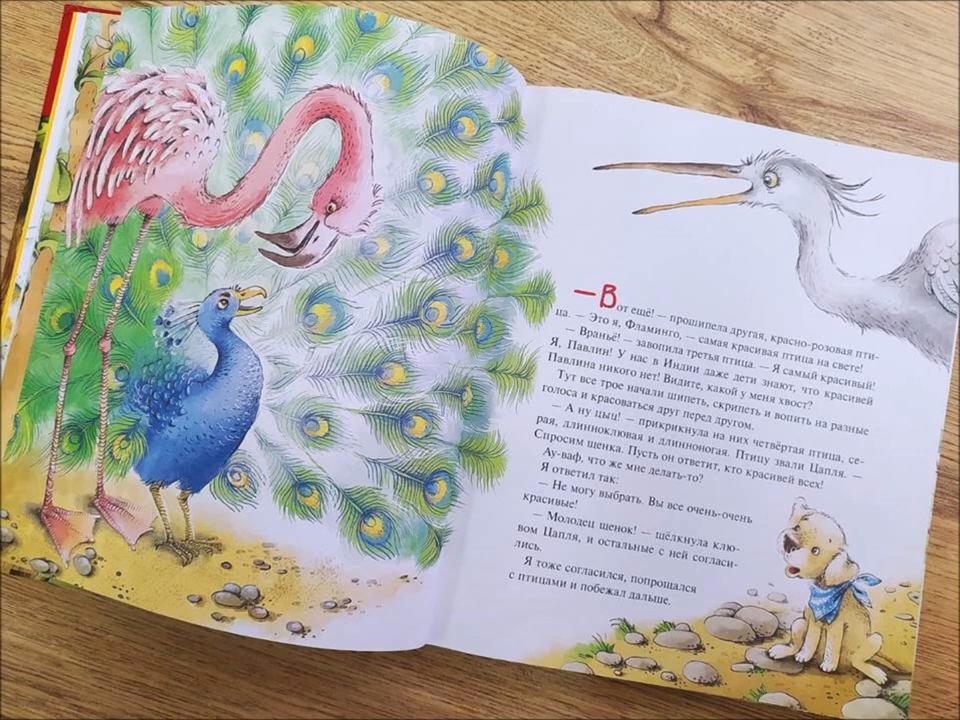 — Вот ещё! — прошипела другая, красно-розовая пти-
ца. — Это я, Фламинго, — самая красивая птица на свете!
— Враньё! — завопила третья птица. — Я самый красивый!
Я, Павлин! У нас в Индии даже дети знают, что красивей
Павлина никого нет! Видите, какой у меня хвост?
Тут все трое начали шипеть, скрипеть и вопить на разные
голоса и красоваться друг перед другом.
— А ну цыц! — прикрикнула на них четвёртая птица, се-
рая, длинноклювая и длинноногая. Птицу звали Цапля. —
Спросим щенка. Пусть он ответит, кто красивей всех!
Ау-ваф, что же мне делать-то?
Я ответил так:
— Не могу выбрать. Вы все очень-очень
красивые!
— Молодец щенок! — щёлкнула клю-
вом Цапля, и остальные с ней согласи-
лись.
Я тоже согласился, попрощался
с птицами и побежал дальше.